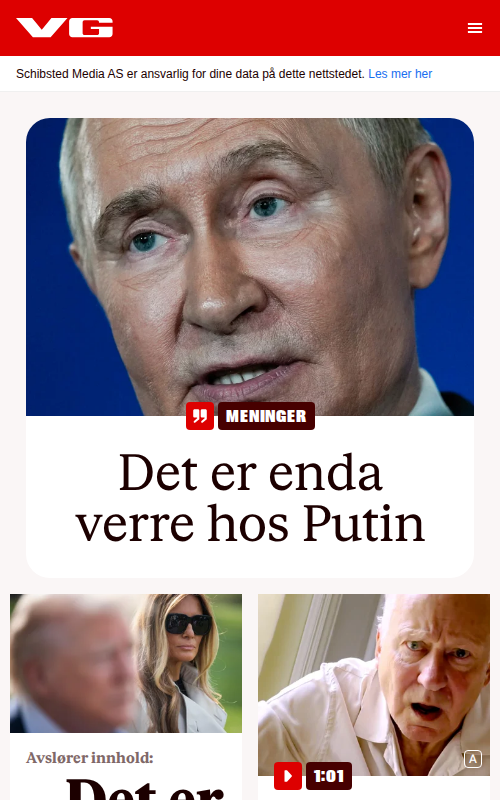 VG
Schibsted Media AS er ansvarlig for dine data på dette nettstedet. Les mer her
MENINGER
Det er enda
verre hos Putin
Avslører innhold:
Det er
A
1:01